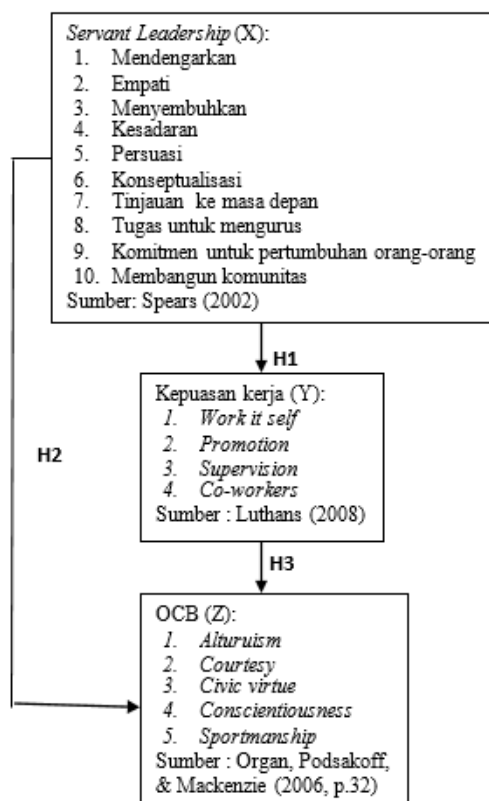 Servant Leadership (X):
1. Mendengarkan
2. Empati
3. Menyembuhkan
4. Kesadaran
5. Persuasi
6. Konseptualisasi
7. Tinjauan ke masa depan
8. Tugas untuk mengurus
9. Komitmen untuk pertumbuhan orang-orang
10. Membangun komunitas
Sumber: Spears (2002)
H1
Kepuasan kerja (Y):
1. Work it self
2. Promotion
3. Supervision
4. Co-workers
Sumber : Luthans (2008)
H2
H3
OCB (Z):
1. Alturuism
2. Courtesy
3. Civic virtue
4. Conscientiousness
5. Sportmanship
Sumber : Organ, Podsakoff,
& Mackenzie (2006, p.32)